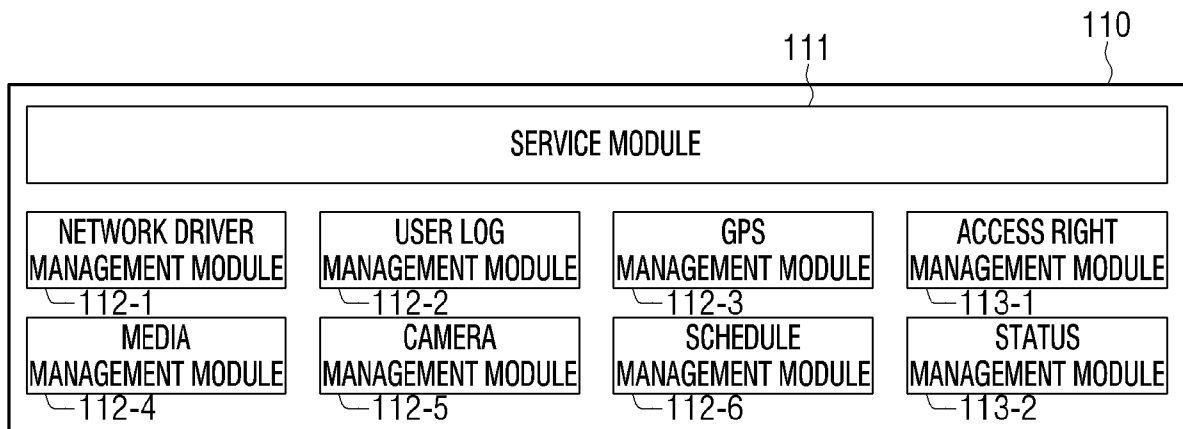 110
111
SERVICE MODULE
NETWORK DRIVER
MANAGEMENT MODULE
112-1
USER LOG
MANAGEMENT MODULE
112-2
GPS
MANAGEMENT MODULE
112-3
ACCESS RIGHT
MANAGEMENT MODULE
113-1
MEDIA
MANAGEMENT MODULE
112-4
CAMERA
MANAGEMENT MODULE
112-5
SCHEDULE
MANAGEMENT MODULE
112-6
STATUS
MANAGEMENT MODULE
113-2